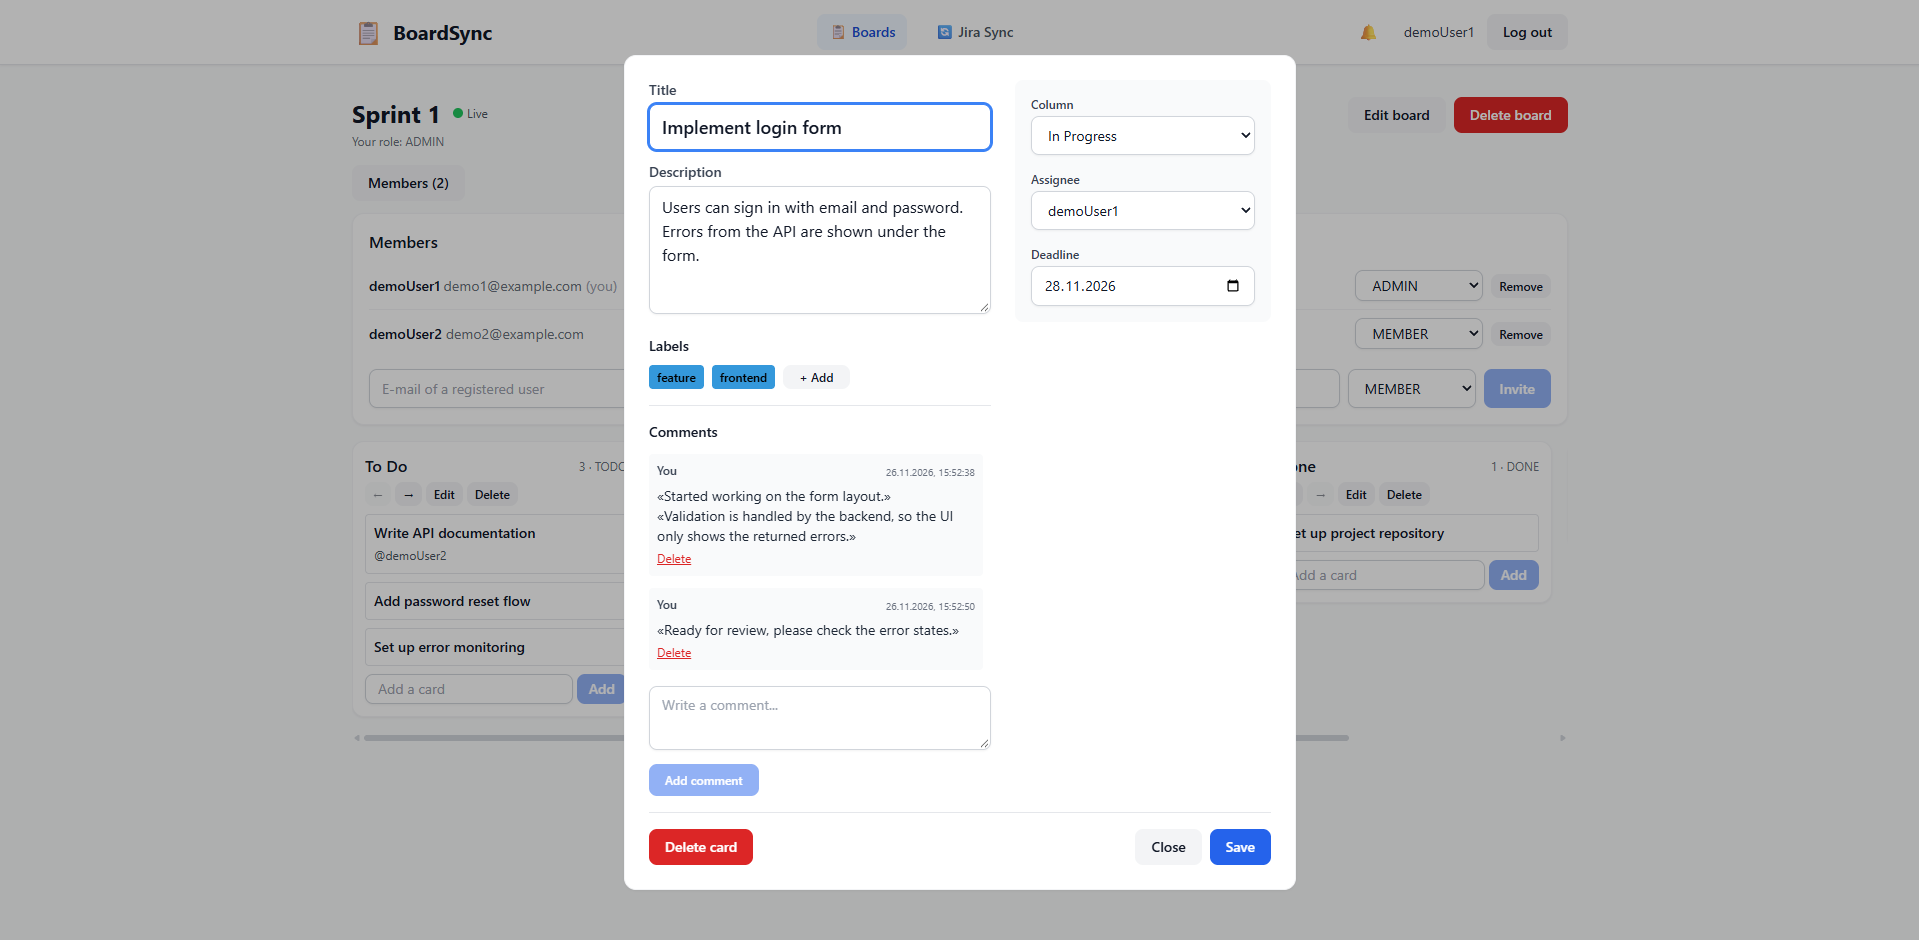 BoardSync
Boards
Jira Sync
demoUser1
Log out
Sprint 1
Live
Your role: ADMIN
Edit board
Delete board
Members (2)
Members
demoUser1 demo1@example.com (you)
ADMIN
Remove
demoUser2 demo2@example.com
MEMBER
Remove
E-mail of a registered user
MEMBER
Invite
To Do
3 · TODO
←
→
Edit
Delete
Write API documentation
@demoUser2
Add password reset flow
Set up error monitoring
Add a card
Add
Title
Implement login form
Description
Users can sign in with email and password.
Errors from the API are shown under the
form.
Labels
feature
frontend
+ Add
Comments
You
26.11.2026, 15:52:38
«Started working on the form layout.»
«Validation is handled by the backend, so the UI
only shows the returned errors.»
Delete
You
26.11.2026, 15:52:50
«Ready for review, please check the error states.»
Delete
Write a comment...
Add comment
Delete card
Close
Save
Column
In Progress
Assignee
demoUser1
Deadline
28.11.2026
one
1 · DONE
→
Edit
Delete
et up project repository
Add a card
Add